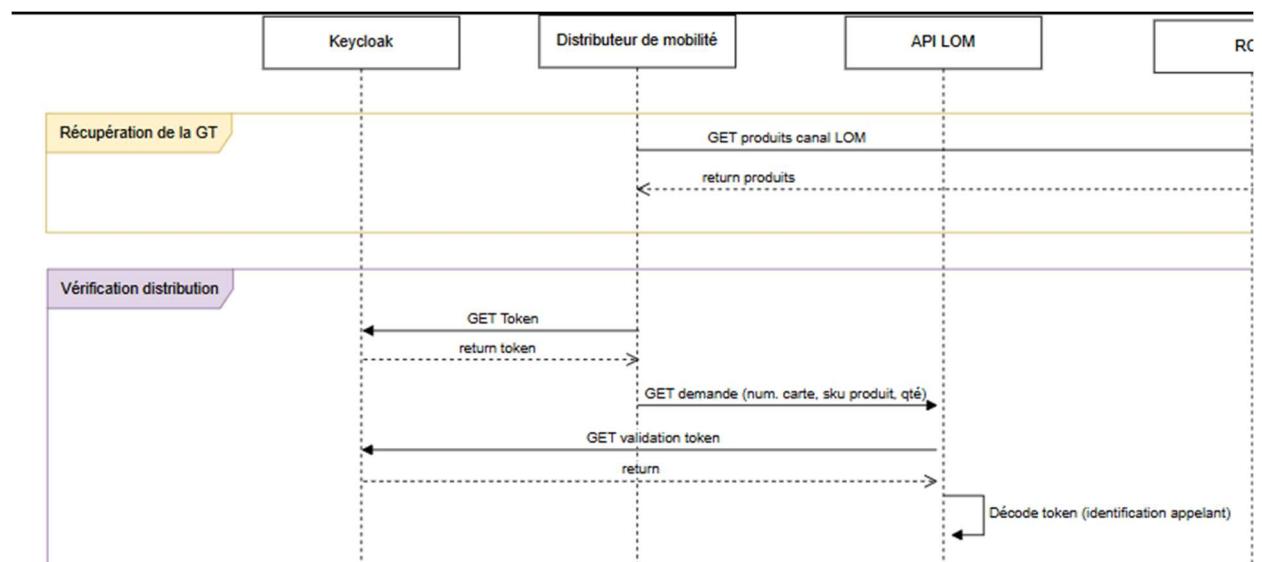 Keycloak
Distributeur de mobilité
API LOM
Récupération de la GT
GET produits canal LOM
return produits
Vérification distribution
GET Token
return token
GET demande (num. carte, sku produit, qté)
GET validation token
return
Décode token (identification appelant)